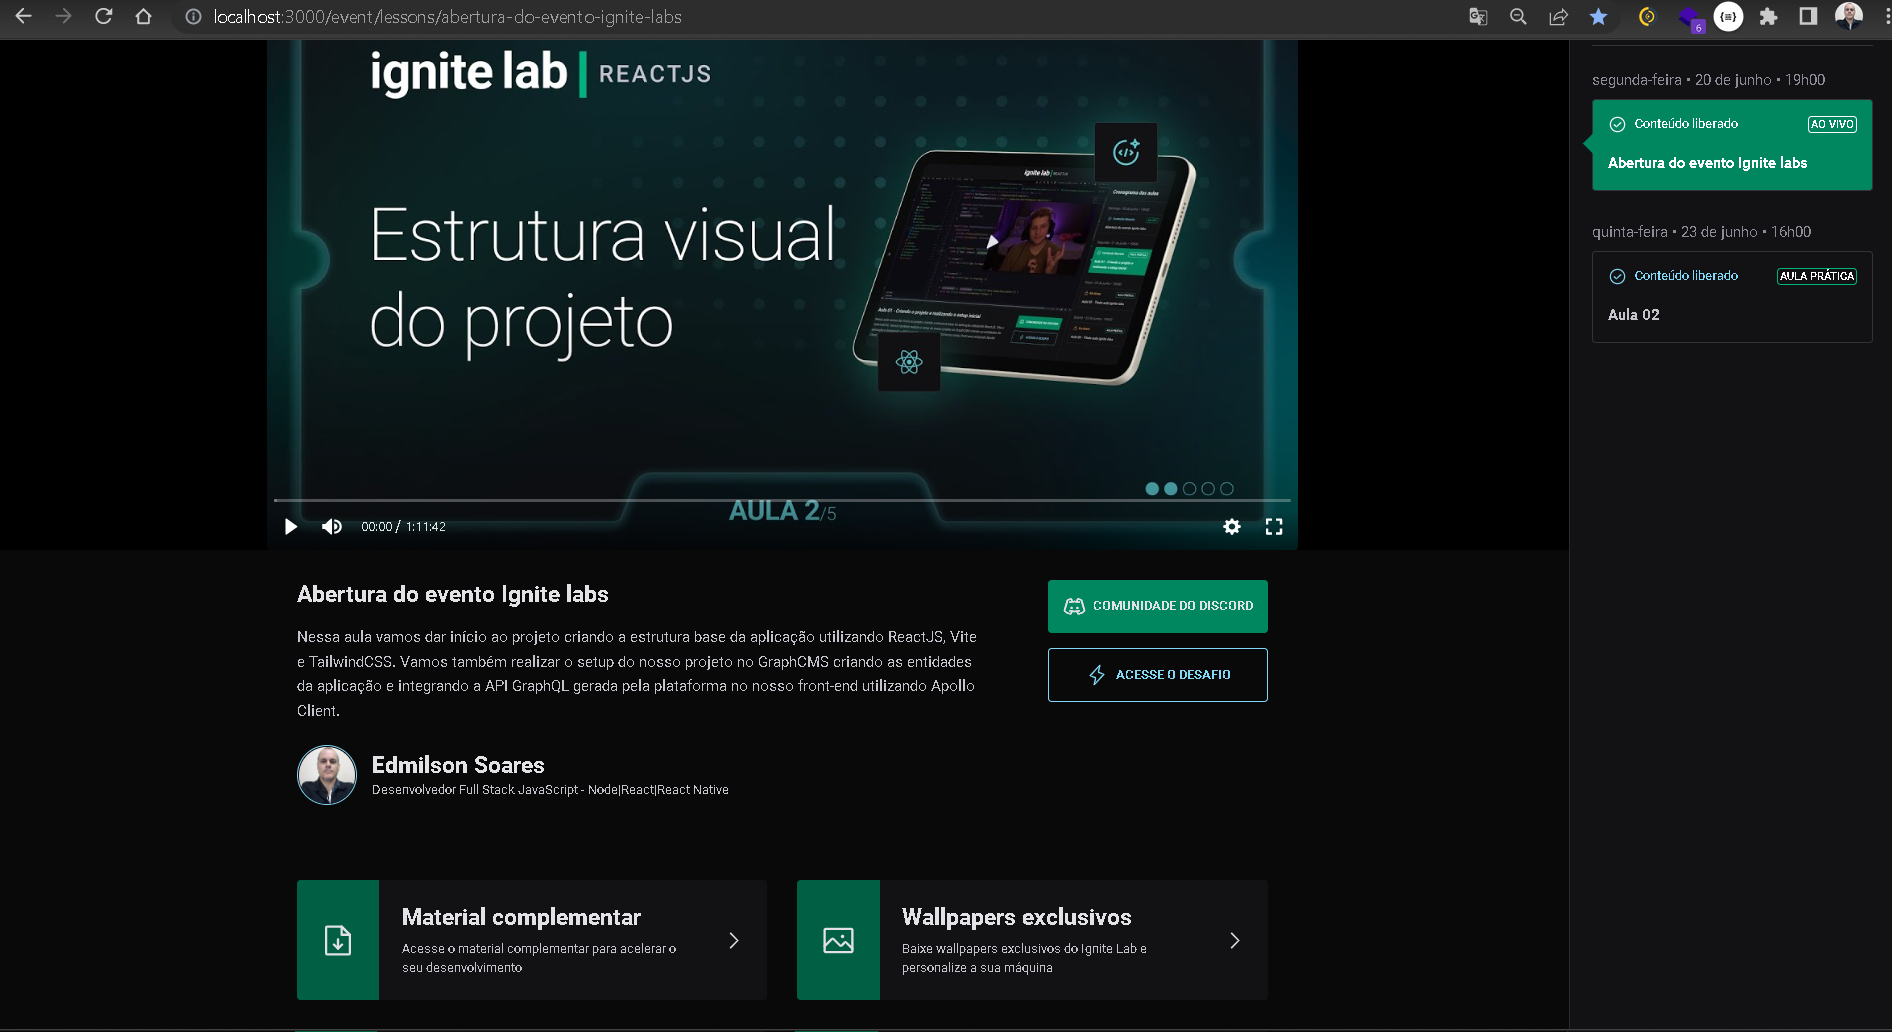 localhost:3000/event/lessons/abertura-do-evento-ignite-labs
6
ignite lab REACTJS
Estrutura visual
do projeto
ignite lab
AULA 2/5
00:00 / 1:11:42
Abertura do evento Ignite labs
Nessa aula vamos dar início ao projeto criando a estrutura base da aplicação utilizando ReactJS, Vite
e TailwindCSS. Vamos também realizar o setup do nosso projeto no GraphCMS criando as entidades
da aplicação e integrando a API GraphQL gerada pela plataforma no nosso front-end utilizando Apollo
Client.
COMUNIDADE DO DISCORD
ACESSE O DESAFIO
Edmilson Soares
Desenvolvedor Full Stack JavaScript - Node|React|React Native
Material complementar
Acesse o material complementar para acelerar o
seu desenvolvimento
Wallpapers exclusivos
Baixe wallpapers exclusivos do Ignite Lab e
personalize a sua máquina
segunda-feira • 20 de junho • 19h00
Conteúdo liberado AO VIVO
Abertura do evento Ignite labs
quinta-feira • 23 de junho • 16h00
Conteúdo liberado AULA PRÁTICA
Aula 02